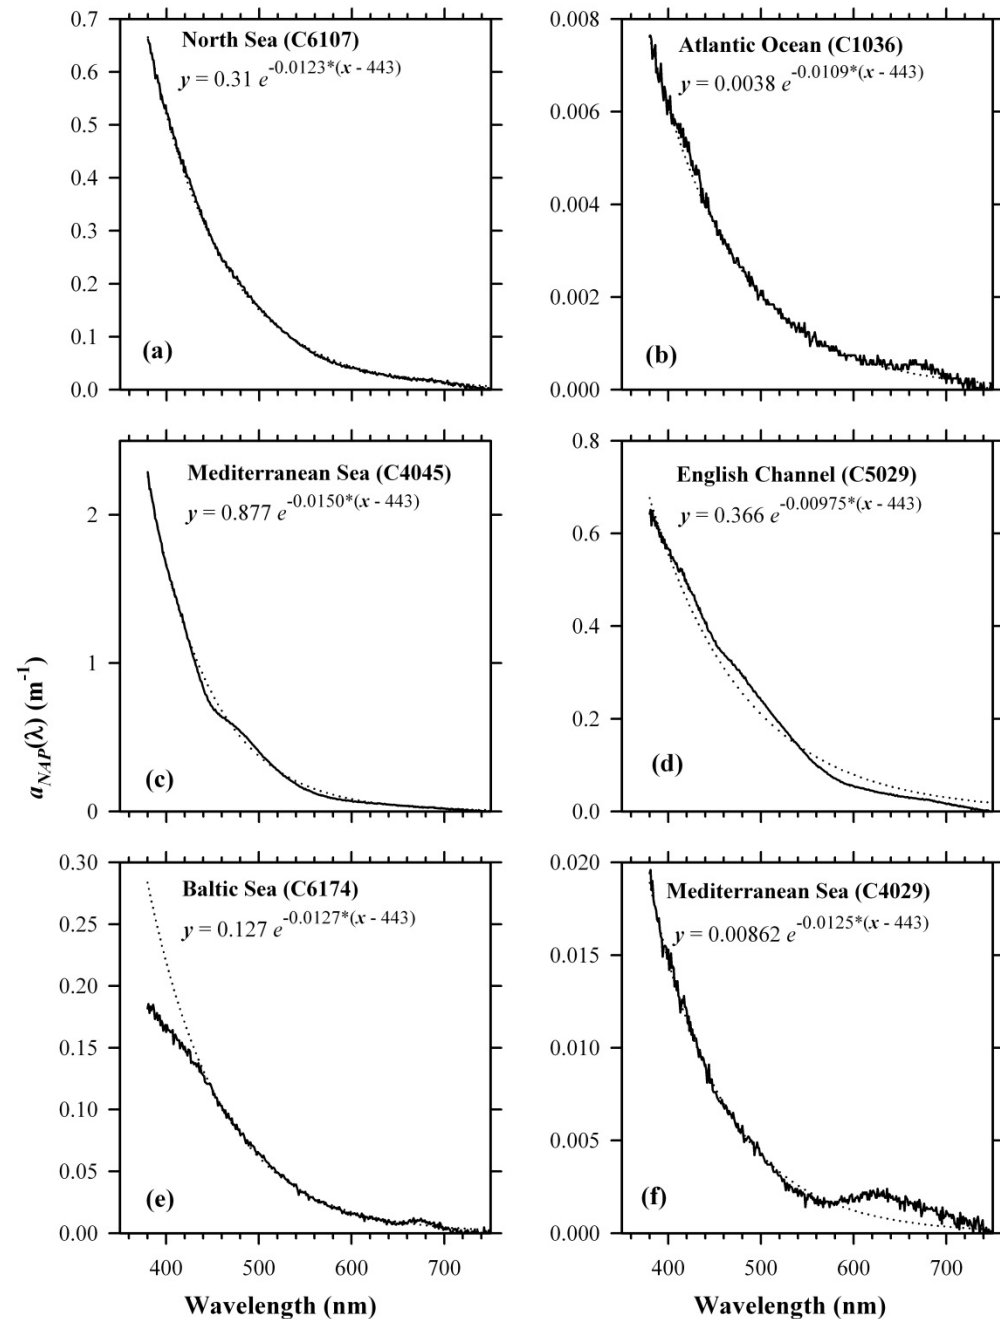 North Sea (C6107)
y = 0.31 e^-0.0123*(x - 443)
0.7
0.6
0.5
0.4
0.3
0.2
0.1
0.0
(a)
Atlantic Ocean (C1036)
y = 0.0038 e^-0.0109*(x - 443)
0.008
0.006
0.004
0.002
0.000
(b)
Mediterranean Sea (C4045)
y = 0.877 e^-0.0150*(x - 443)
2
1
0
(c)
English Channel (C5029)
y = 0.366 e^-0.00975*(x - 443)
0.8
0.6
0.4
0.2
0.0
(d)
a_NAP(λ) (m^-1)
Baltic Sea (C6174)
y = 0.127 e^-0.0127*(x - 443)
0.30
0.25
0.20
0.15
0.10
0.05
0.00
(e)
400 500 600 700
Wavelength (nm)
Mediterranean Sea (C4029)
y = 0.00862 e^-0.0125*(x - 443)
0.020
0.015
0.010
0.005
0.000
(f)
400 500 600 700
Wavelength (nm)